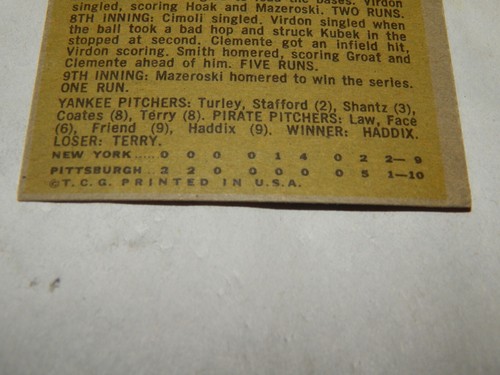 singled, scoring Hoak and Mazeroski. TWO RUNS.
8TH INNING: Cimoli singled. Virdon singled when
the ball took a bad hop and struck Kubek in the
stopped at second. Clemente got an infield hit,
Virdon scoring. Smith homered, scoring Groat and
Clemente ahead of him. FIVE RUNS.
9TH INNING: Mazeroski homered to win the series.
ONE RUN.
YANKEE PITCHERS: Turley, Stafford (2), Shantz (3),
Coates (8), Terry (8). PIRATE PITCHERS: Law, Face
(6), Friend (9), Haddix (9). WINNER: HADDIX.
LOSER: TERRY.
NEW YORK ..... 0 0 0 0 1 4 0 2 2—9
PITTSBURGH .. 2 2 0 0 0 0 0 5 1—10
©T.C.G. PRINTED IN U.S.A.